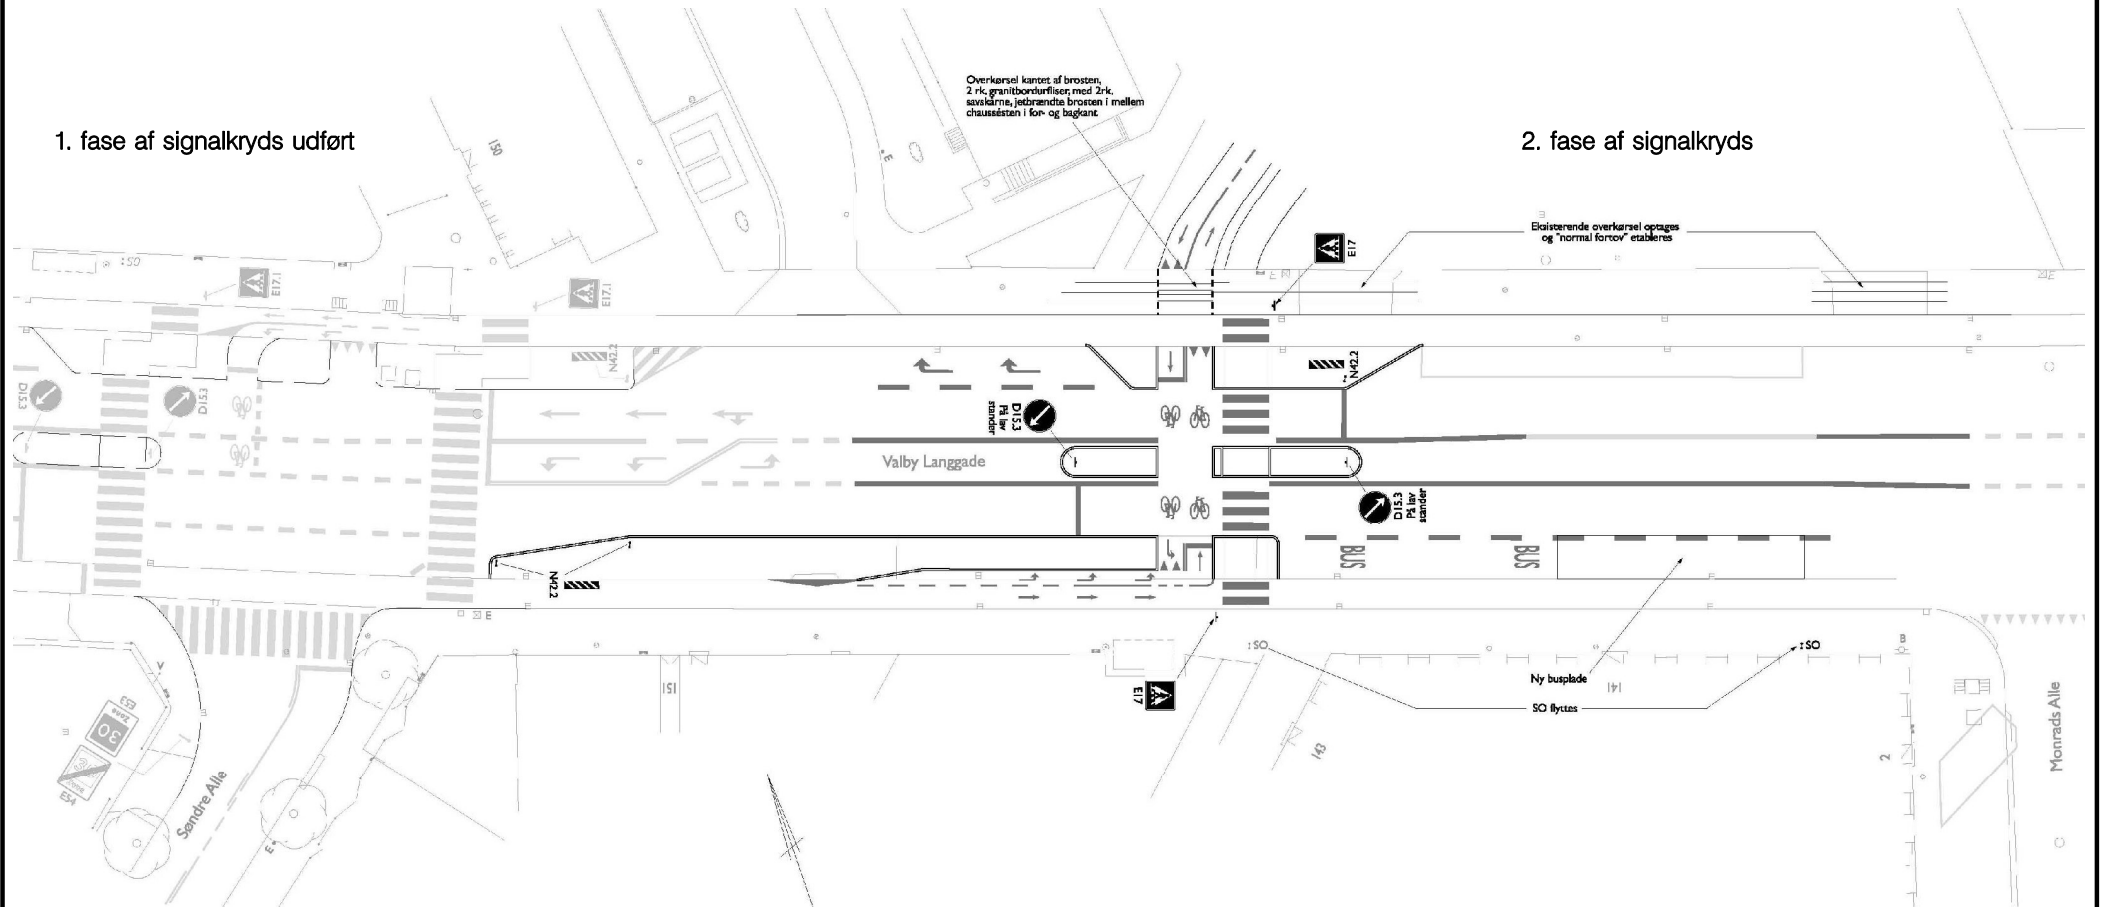 1. fase af signalkryds udført
2. fase af signalkryds
Overkørsel kantet af brosten,
2 rk. granitbordurfliser, med 2rk.
savskårne, jetbrændte brosten i mellem
chaussésten i for- og bagkant
Eksisterende overkørsel optages
og "normal fortov" etableres
150
E
E
E
:SO
E17.1
E17.1
E17
N42.2
N42.2
D15.3
D15.3
D15.3
På lav
stander
Valby Langgade
D15.3
På lav
stander
BUS
BUS
N42.2
E
:SO
:SO
B
E17
151
Ny busplade
141
SO flyttes
143
2
Monrads Alle
V
E53
30
Zone
E54
Søndre Alle
E